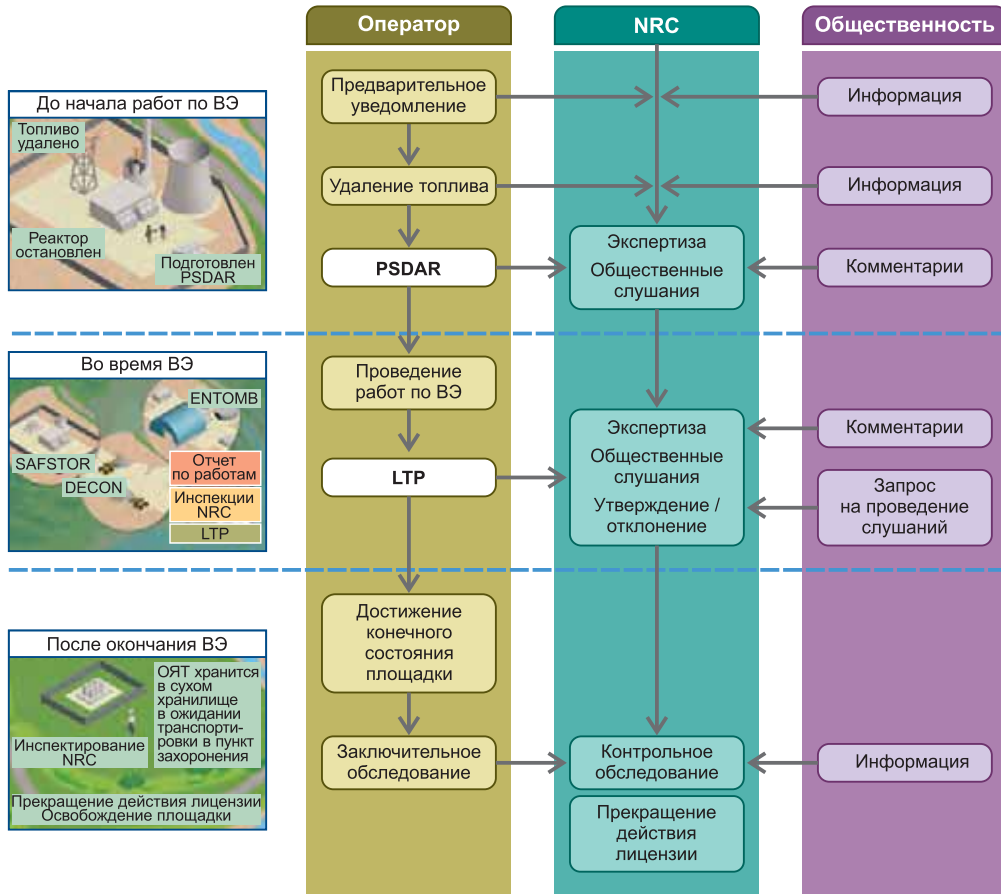 Оператор
NRC
Общественность
До начала работ по ВЭ
Топливо
удалено
Реактор
остановлен
Подготовлен
PSDAR
Предварительное
уведомление
Информация
Удаление топлива
Информация
PSDAR
Экспертиза
Общественные
слушания
Комментарии
Во время ВЭ
ENTOMB
SAFSTOR
DECON
Отчет
по работам
Инспекции
NRC
LTP
Проведение
работ по ВЭ
LTP
Экспертиза
Общественные
слушания
Утверждение /
отклонение
Комментарии
Запрос
на проведение
слушаний
После окончания ВЭ
ОЯТ хранится
в сухом
хранилище
в ожидании
транспорти-
ровки в пункт
захоронения
Инспектирование
NRC
Прекращение действия лицензии
Освобождение площадки
Достижение
конечного
состояния
площадки
Заключительное
обследование
Контрольное
обследование
Информация
Прекращение
действия
лицензии